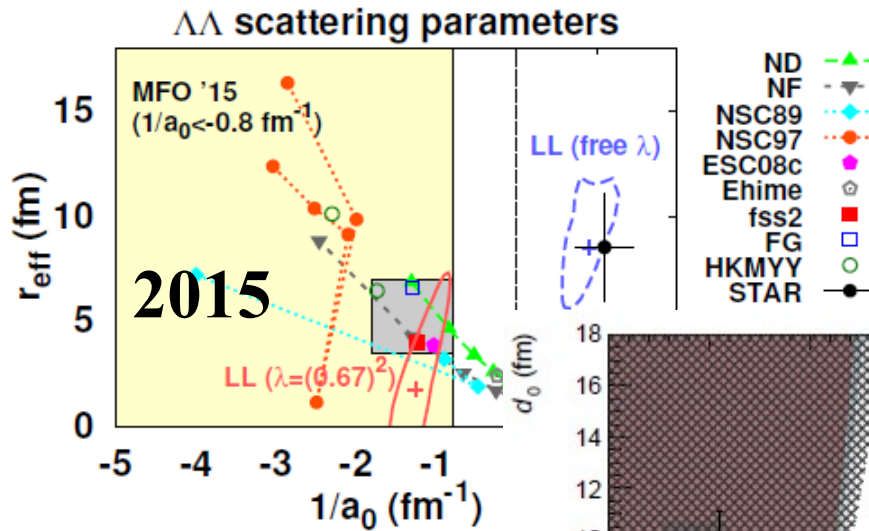 ΛΛ scattering parameters
15
10
5
0
r_eff (fm)
MFO '15
(1/a₀<-0.8 fm⁻¹)
2015
LL (λ=(0.67)²)
LL (free λ)
-5
-4
-3
-2
-1
1/a₀ (fm⁻¹)
ND
NF
NSC89
NSC97
ESC08c
Ehime
fss2
FG
HKMYY
STAR
d₀ (fm)
18
16
14
12